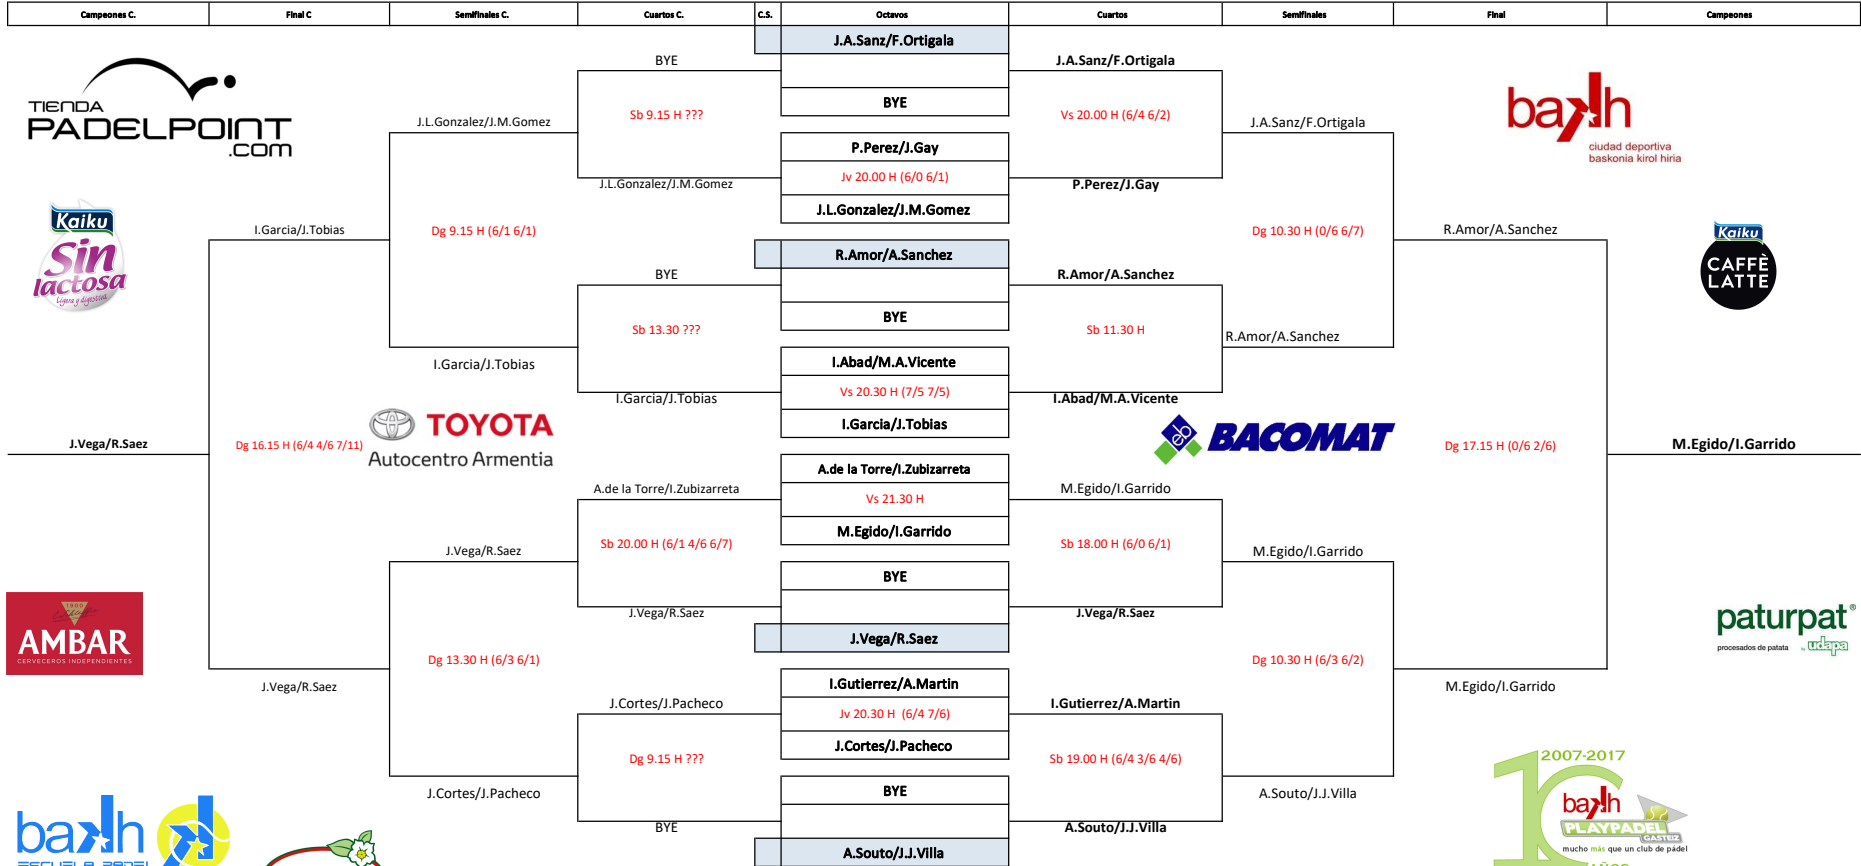 Campeones C. Final C Semifinales C. Cuartos C. C.S. Octavos Cuartos Semifinales Final Campeones
J.A.Sanz/F.Ortigala
BYE J.A.Sanz/F.Ortigala
TIENDA
PADELPOINT
.com
BYE
J.L.Gonzalez/J.M.Gomez Sb 9.15 H ??? Vs 20.00 H (6/4 6/2) J.A.Sanz/F.Ortigala
bakh
ciudad deportiva
baskonia kirol hiria
P.Perez/J.Gay
J.L.Gonzalez/J.M.Gomez Jv 20.00 H (6/0 6/1) P.Perez/J.Gay
J.L.Gonzalez/J.M.Gomez
Kaiku
Sin
lactosa
Ligera y digestiva
I.Garcia/J.Tobias Dg 9.15 H (6/1 6/1) Dg 10.30 H (0/6 6/7) R.Amor/A.Sanchez
Kaiku
CAFFÈ
LATTE
R.Amor/A.Sanchez
BYE R.Amor/A.Sanchez
BYE
Sb 13.30 ??? Sb 11.30 H R.Amor/A.Sanchez
I.Garcia/J.Tobias I.Abad/M.A.Vicente
I.Garcia/J.Tobias Vs 20.30 H (7/5 7/5) I.Abad/M.A.Vicente
I.Garcia/J.Tobias
TOYOTA
Autocentro Armentia
BACOMAT
J.Vega/R.Saez Dg 16.15 H (6/4 4/6 7/11) Dg 17.15 H (0/6 2/6) M.Egido/I.Garrido
A.de la Torre/I.Zubizarreta
A.de la Torre/I.Zubizarreta Vs 21.30 H M.Egido/I.Garrido
M.Egido/I.Garrido
J.Vega/R.Saez Sb 20.00 H (6/1 4/6 6/7) Sb 18.00 H (6/0 6/1) M.Egido/I.Garrido
BYE
J.Vega/R.Saez J.Vega/R.Saez
J.Vega/R.Saez
1900
AMBAR
CERVECEROS INDEPENDIENTES
paturpat®
procesados de patata by udapa
Dg 13.30 H (6/3 6/1) Dg 10.30 H (6/3 6/2)
J.Vega/R.Saez I.Gutierrez/A.Martin M.Egido/I.Garrido
J.Cortes/J.Pacheco Jv 20.30 H (6/4 7/6) I.Gutierrez/A.Martin
J.Cortes/J.Pacheco
Dg 9.15 H ??? Sb 19.00 H (6/4 3/6 4/6)
J.Cortes/J.Pacheco BYE A.Souto/J.J.Villa
BYE A.Souto/J.J.Villa
A.Souto/J.J.Villa
bakh
ESCUELA PADEL
2007-2017
10
bakh
PLAYPADEL
GASTEIZ
mucho más que un club de pádel
AÑOS